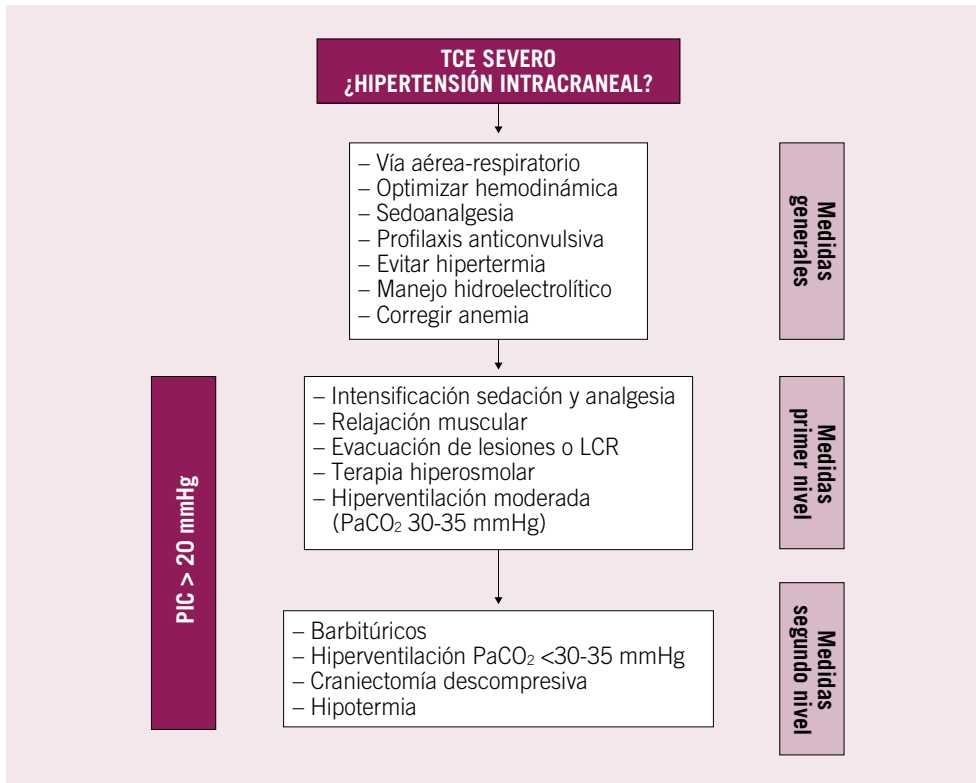 TCE SEVERO
¿HIPERTENSIÓN INTRACRANEAL?
– Vía aérea-respiratorio
– Optimizar hemodinámica
– Sedoanalgesia
– Profilaxis anticonvulsiva
– Evitar hipertermia
– Manejo hidroelectrolítico
– Corregir anemia
Medidas
generales
PIC > 20 mmHg
– Intensificación sedación y analgesia
– Relajación muscular
– Evacuación de lesiones o LCR
– Terapia hiperosmolar
– Hiperventilación moderada
(PaCO₂ 30-35 mmHg)
Medidas
primer nivel
– Barbitúricos
– Hiperventilación PaCO₂ <30-35 mmHg
– Craniectomía descompresiva
– Hipotermia
Medidas
segundo nivel